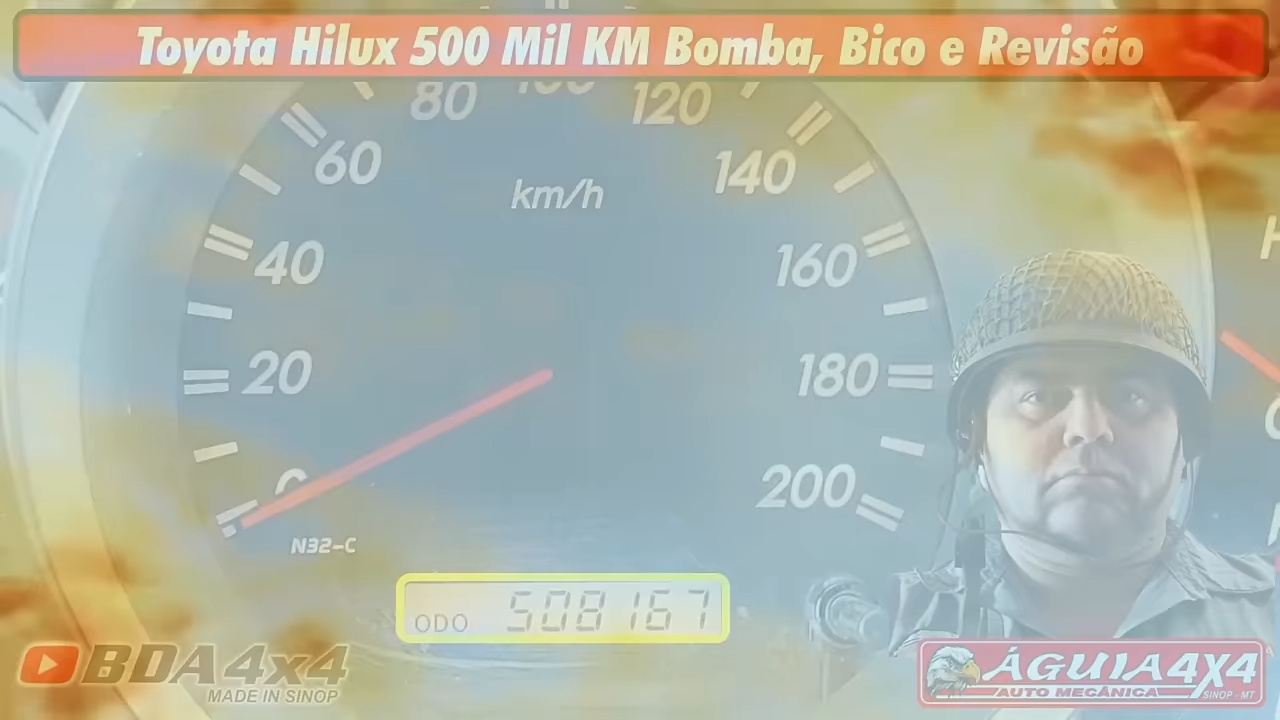 Toyota Hilux 500 Mil KM Bomba, Bico e Revisão
80 100 120
60 140
km/h
40 160
20 180
0 200
N32-C
ODO 508167
BDA4x4
MADE IN SINOP
ÁGUIA4X4
AUTO MECÂNICA
SINOP - MT